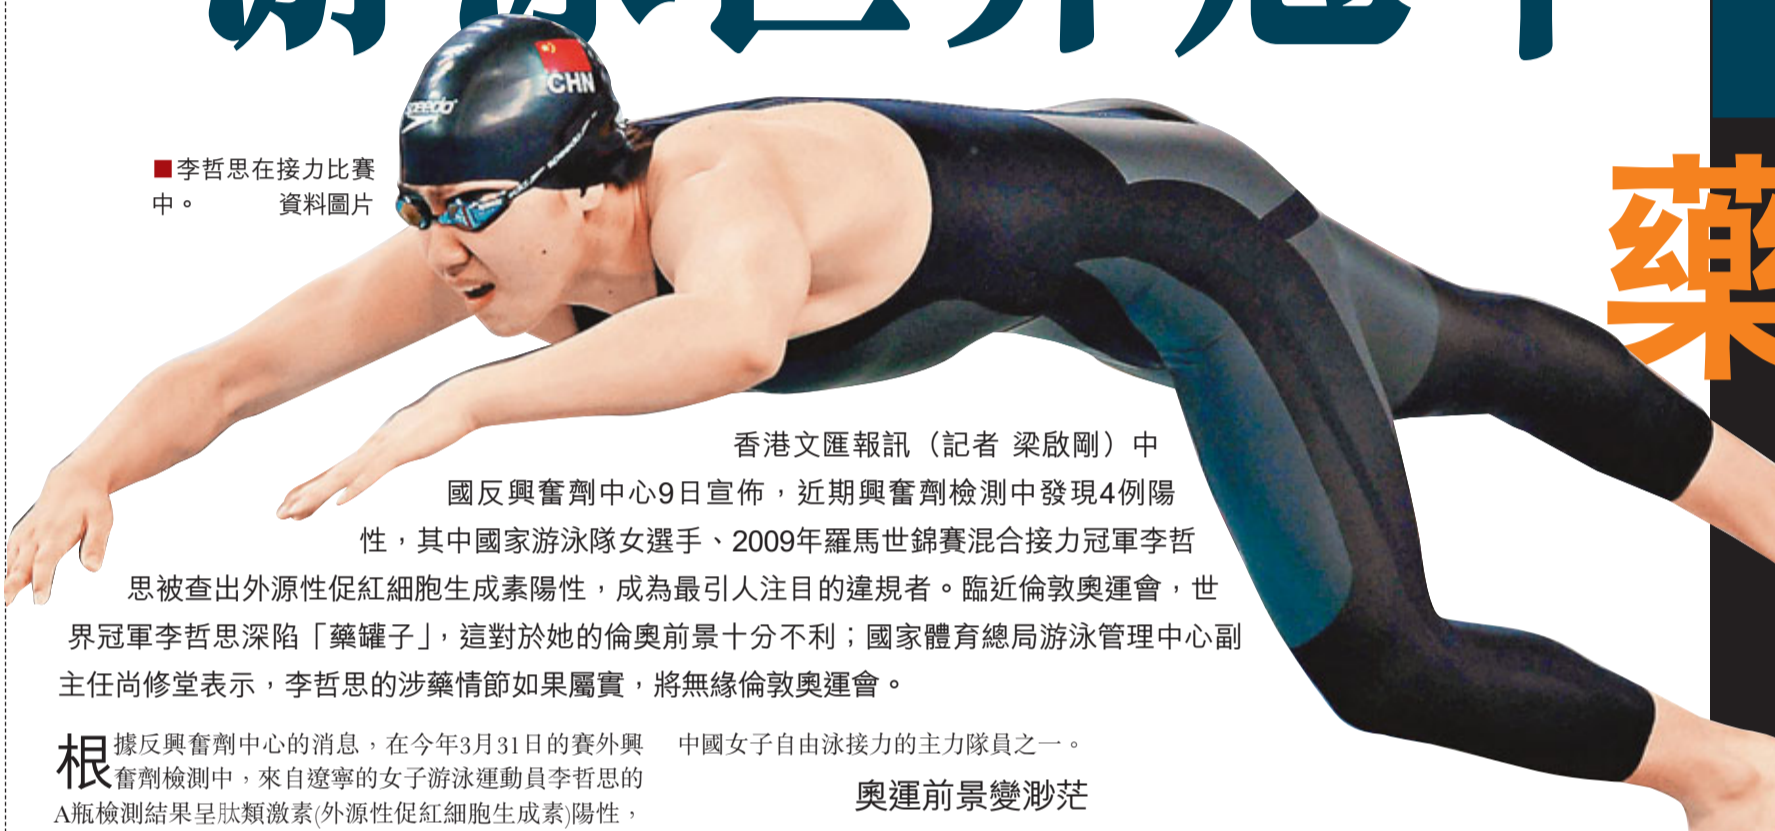 CHN
speedo
■李哲思在接力比賽
中。 資料圖片
藥
香港文匯報訊（記者 梁啟剛）中
國反興奮劑中心9日宣佈，近期興奮劑檢測中發現4例陽
性，其中國家游泳隊女選手、2009年羅馬世錦賽混合接力冠軍李哲
思被查出外源性促紅細胞生成素陽性，成為最引人注目的違規者。臨近倫敦奧運會，世
界冠軍李哲思深陷「藥罐子」，這對於她的倫奧前景十分不利；國家體育總局游泳管理中心副
主任尚修堂表示，李哲思的涉藥情節如果屬實，將無緣倫敦奧運會。
根據反興奮劑中心的消息，在今年3月31日的賽外興
奮劑檢測中，來自遼寧的女子游泳運動員李哲思的
A瓶檢測結果呈肽類激素(外源性促紅細胞生成素)陽性，
中國女子自由泳接力的主力隊員之一。
奧運前景變渺茫